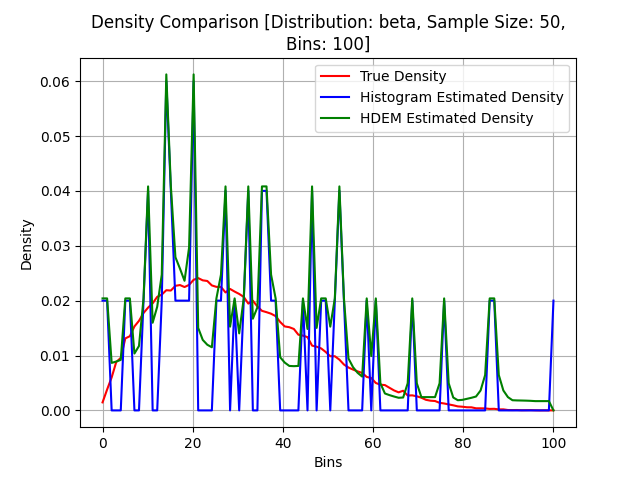 Density Comparison [Distribution: beta, Sample Size: 50,
Bins: 100]
True Density
Histogram Estimated Density
HDEM Estimated Density
Density
0.06
0.05
0.04
0.03
0.02
0.01
0.00
0 20 40 60 80 100
Bins